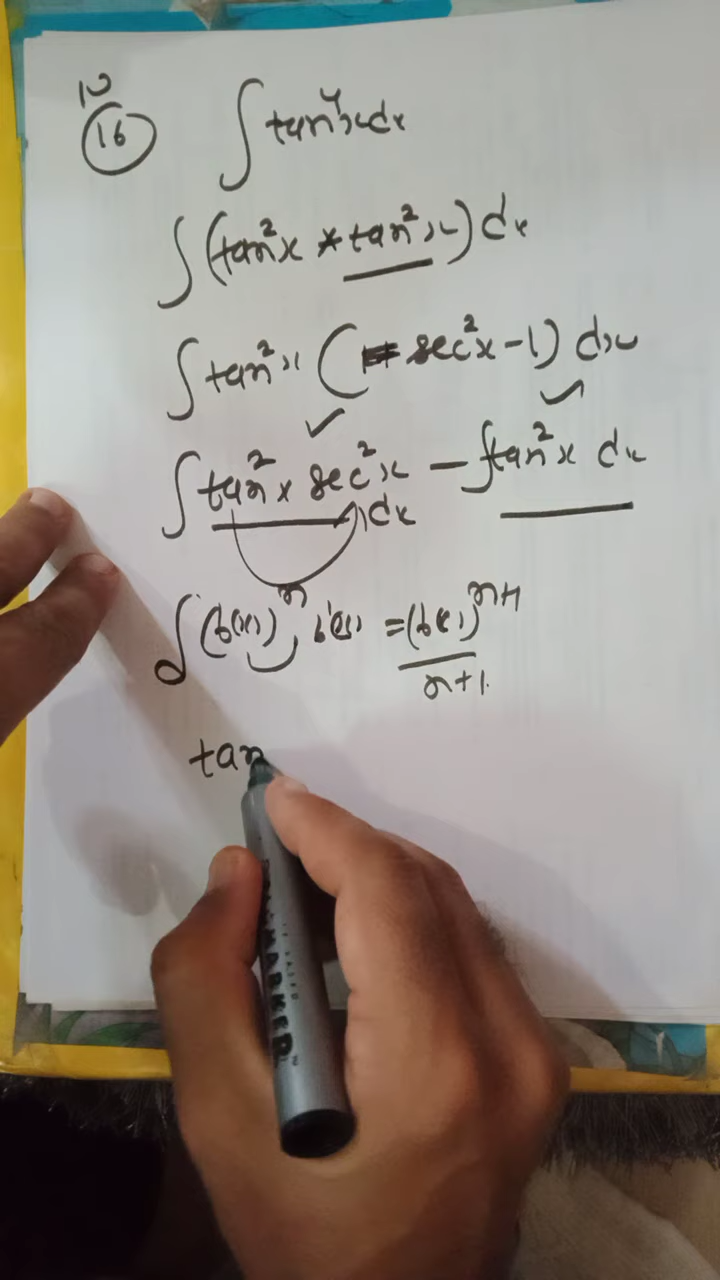 10
16 ∫ tan⁴x dx
∫ (tan²x * tan²x) dx
∫ tan²x ( sec²x - 1) dx
∫ tan²x sec²x dx - ∫tan²x dx
∫ (f(x))ⁿ f'(x) = (f(x))ⁿ⁺¹ / n+1
tan
MARKER